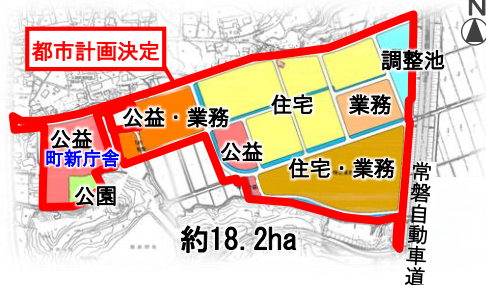 N
都市計画決定
調整池
住宅
業務
公益・業務
公益
町新庁舎
公園
公益
住宅・業務
約18.2ha
常磐自動車道